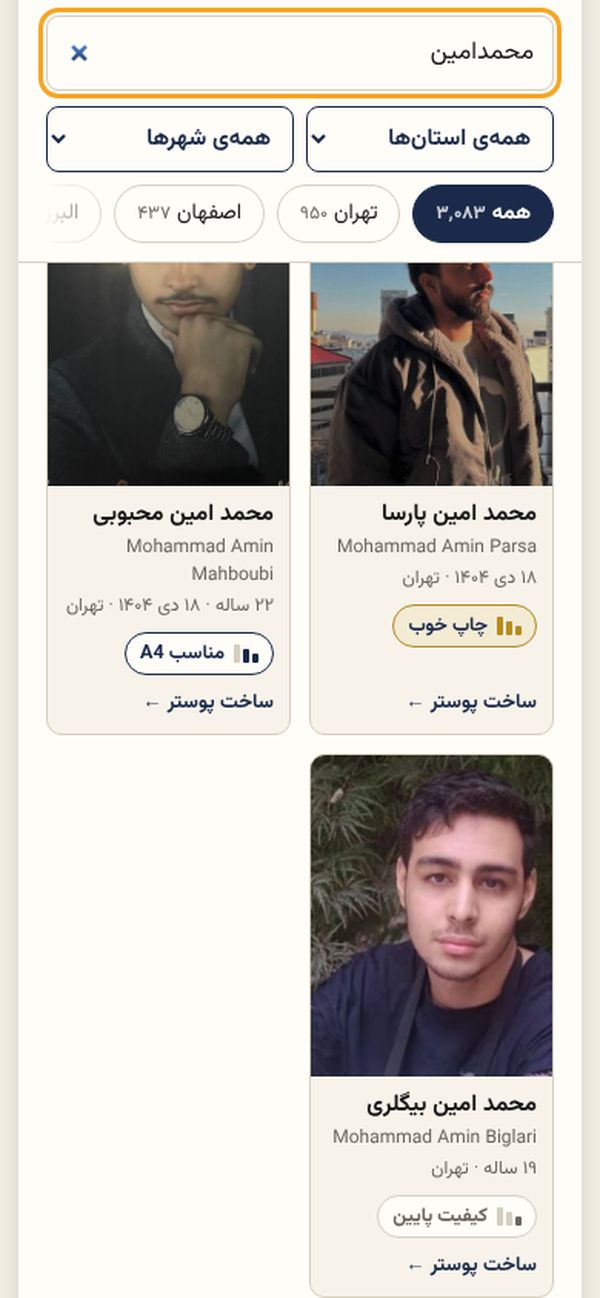 محمدامین
همه‌ی استان‌ها
همه‌ی شهرها
همه ۳,۰۸۳
تهران ۹۵۰
اصفهان ۴۳۷
محمد امین پارسا
Mohammad Amin Parsa
۱۸ دی ۱۴۰۴ · تهران
چاپ خوب
ساخت پوستر ←
محمد امین محبوبی
Mohammad Amin
Mahboubi
۲۲ ساله · ۱۸ دی ۱۴۰۴ · تهران
مناسب A4
ساخت پوستر ←
محمد امین بیگلری
Mohammad Amin Biglari
۱۹ ساله · تهران
کیفیت پایین
ساخت پوستر ←